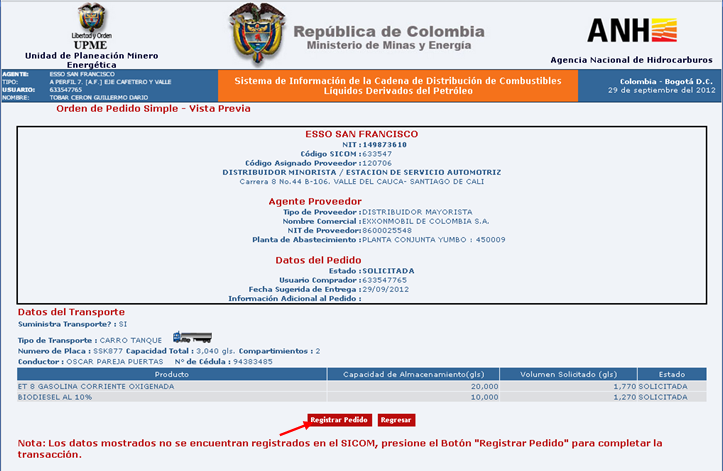 Libertad y Orden
UPME
Unidad de Planeación Minero
Energética
República de Colombia
Ministerio de Minas y Energía
ANH
Agencia Nacional de Hidrocarburos
AGENTE: ESSO SAN FRANCISCO
TIPO: A PERFIL 7. [A.F.] EJE CAFETERO Y VALLE
USUARIO: 633547765
NOMBRE: TOBAR CERON GUILLERMO DARIO
Sistema de Información de la Cadena de Distribución de Combustibles
Líquidos Derivados del Petróleo
Colombia - Bogotá D.C.
29 de septiembre del 2012
Orden de Pedido Simple - Vista Previa
ESSO SAN FRANCISCO
NIT :149873610
Código SICOM :633547
Código Asignado Proveedor :120706
DISTRIBUIDOR MINORISTA / ESTACION DE SERVICIO AUTOMOTRIZ
Carrera 8 No.44 B-106. VALLE DEL CAUCA- SANTIAGO DE CALI
Agente Proveedor
Tipo de Proveedor :DISTRIBUIDOR MAYORISTA
Nombre Comercial :EXXONMOBIL DE COLOMBIA S.A.
NIT de Proveedor :8600025548
Planta de Abastecimiento :PLANTA CONJUNTA YUMBO : 450009
Datos del Pedido
Estado :SOLICITADA
Usuario Comprador :633547765
Fecha Sugerida de Entrega :29/09/2012
Información Adicional al Pedido :
Datos del Transporte
Suministra Transporte? : SI
Tipo de Transporte : CARRO TANQUE
Numero de Placa : SSK877 Capacidad Total : 3,040 gls. Compartimientos : 2
Conductor : OSCAR PAREJA PUERTAS N° de Cédula : 94383485
Producto Capacidad de Almacenamiento(gls) Volumen Solicitado (gls) Estado
ET 8 GASOLINA CORRIENTE OXIGENADA 20,000 1,770 SOLICITADA
BIODIESEL AL 10% 10,000 1,270 SOLICITADA
Registrar Pedido Regresar
Nota: Los datos mostrados no se encuentran registrados en el SICOM, presione el Botón "Registrar Pedido" para completar la
transacción.